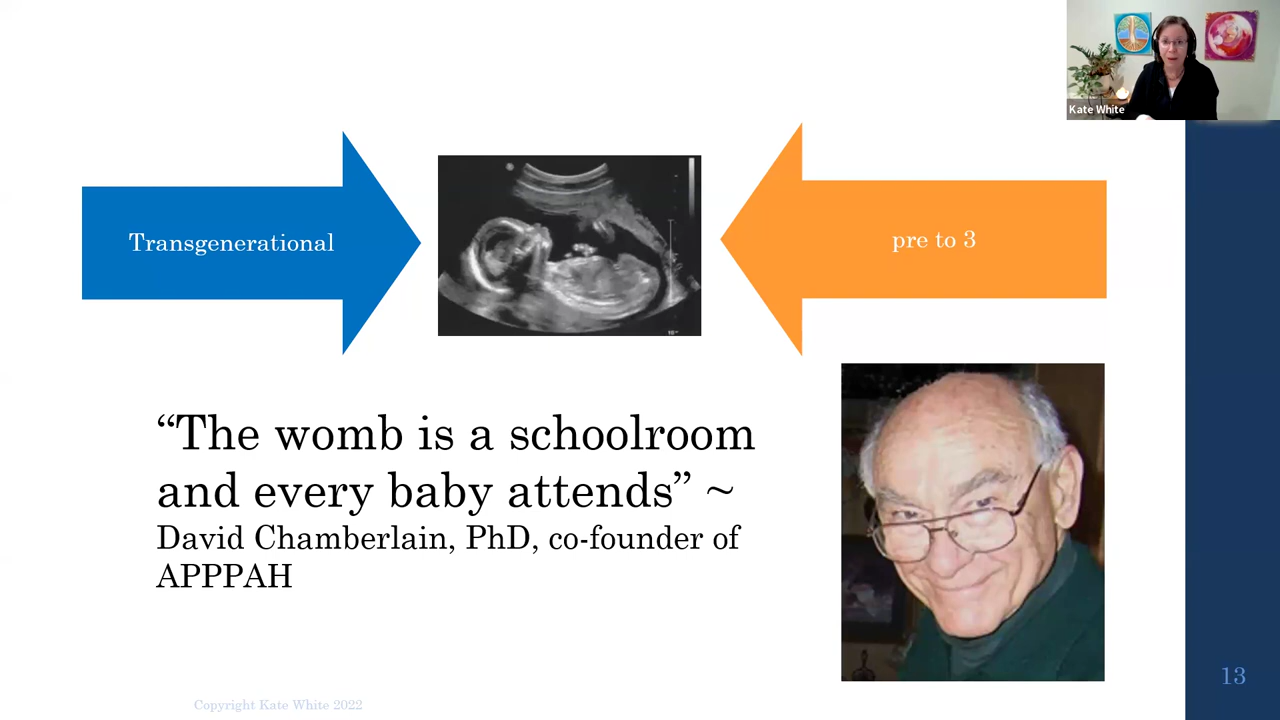 Kate White
Transgenerational
pre to 3
“The womb is a schoolroom
and every baby attends” ~
David Chamberlain, PhD, co-founder of
APPPAH
13
Copyright Kate White 2022